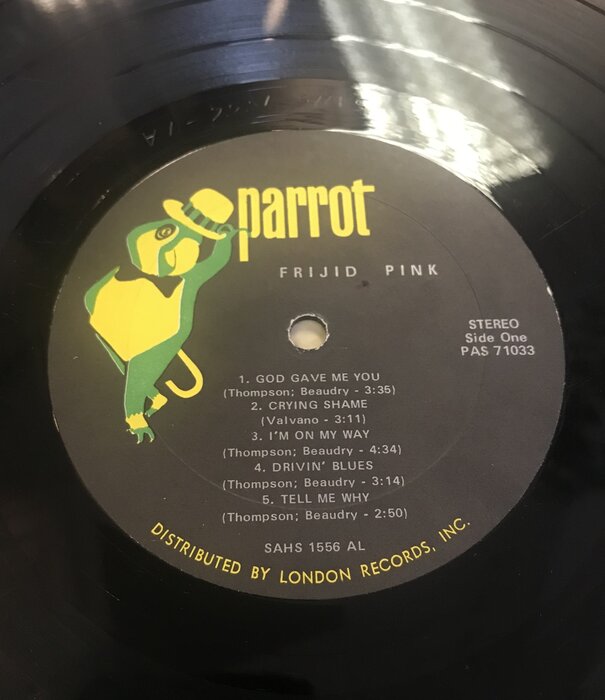 parrot
FRIJID PINK
STEREO
Side One
PAS 71033
1. GOD GAVE ME YOU
(Thompson; Beaudry - 3:35)
2. CRYING SHAME
(Valvano - 3:11)
3. I'M ON MY WAY
(Thompson; Beaudry - 4:34)
4. DRIVIN' BLUES
(Thompson; Beaudry - 3:14)
5. TELL ME WHY
(Thompson; Beaudry - 2:50)
SAHS 1556 AL
DISTRIBUTED BY LONDON RECORDS, INC.